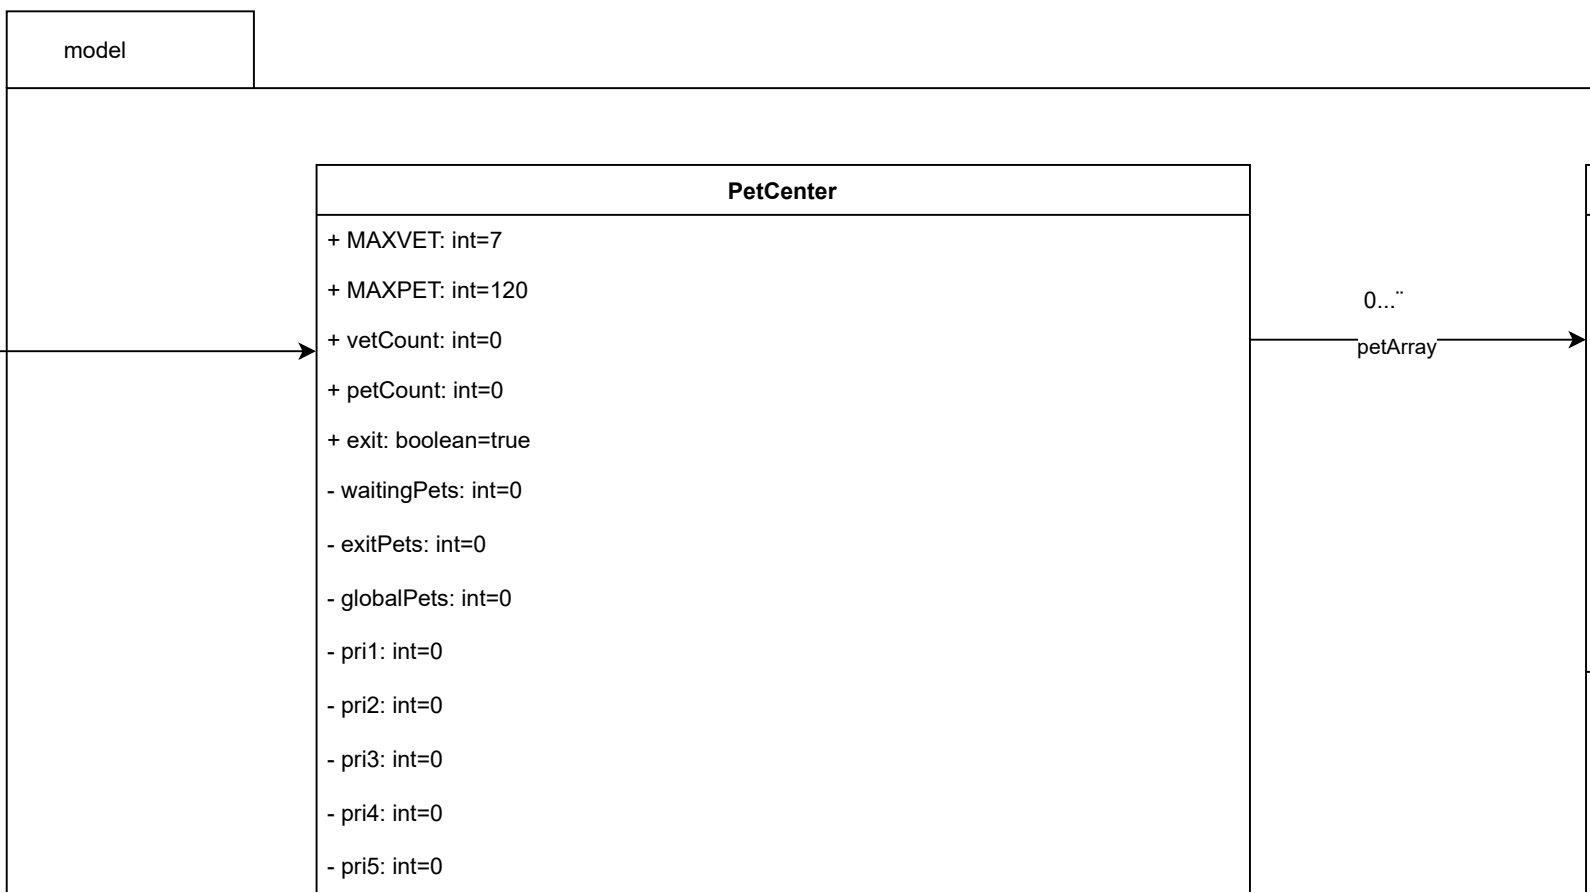 model
PetCenter
+ MAXVET: int=7
+ MAXPET: int=120
+ vetCount: int=0
+ petCount: int=0
+ exit: boolean=true
- waitingPets: int=0
- exitPets: int=0
- globalPets: int=0
- pri1: int=0
- pri2: int=0
- pri3: int=0
- pri4: int=0
- pri5: int=0
0...¨
petArray